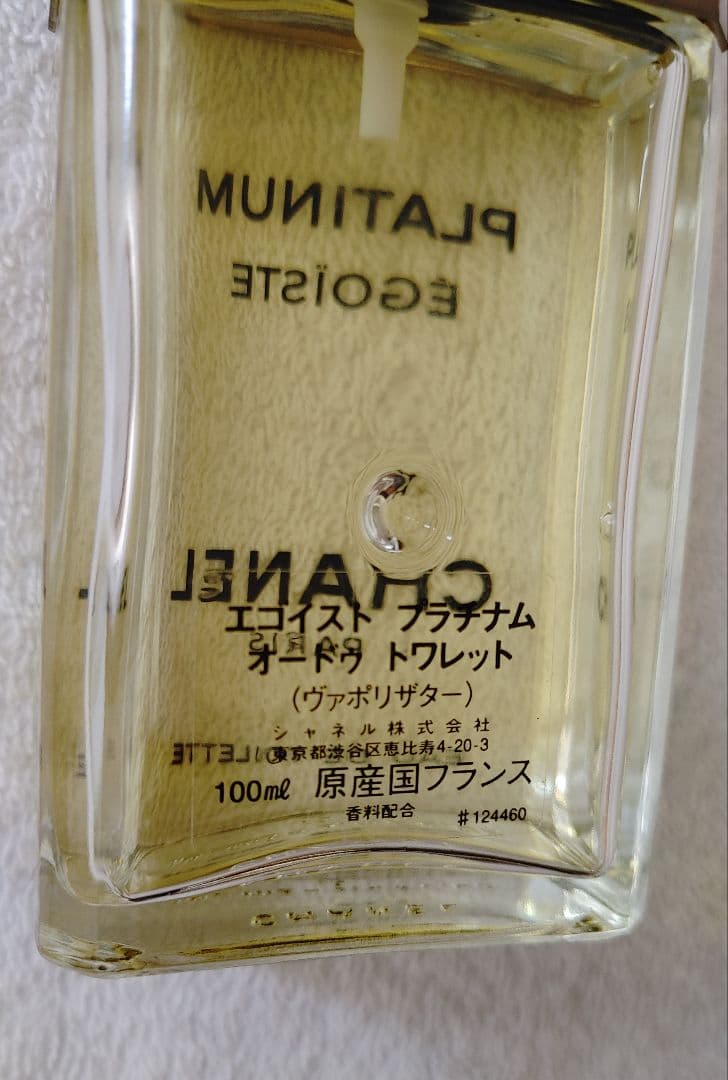 PLATINUM
ÉGOÏSTE
CHANEL
エゴイスト プラチナム
PARIS
オードゥ トワレット
(ヴァポリザター)
シャネル株式会社
東京都渋谷区恵比寿4-20-3
100ml 原産国フランス
香料配合 #124460